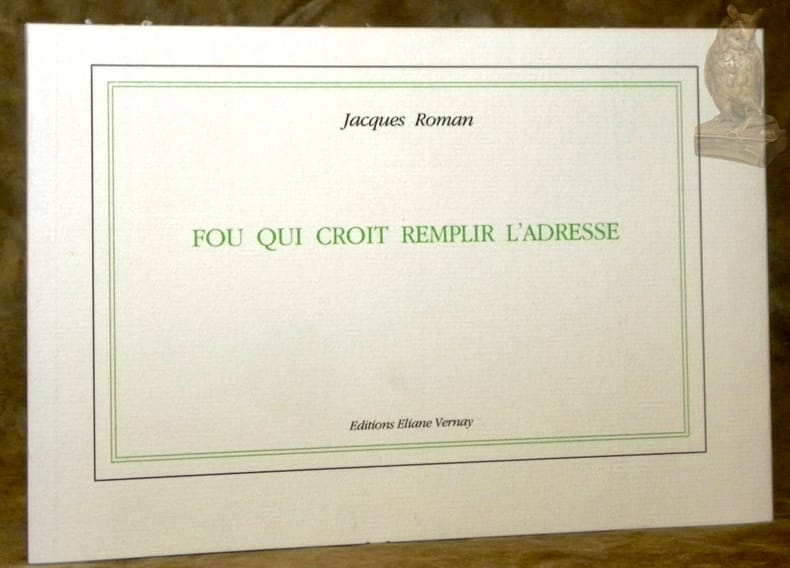 Jacques Roman
FOU QUI CROIT REMPLIR L'ADRESSE
Editions Eliane Vernay